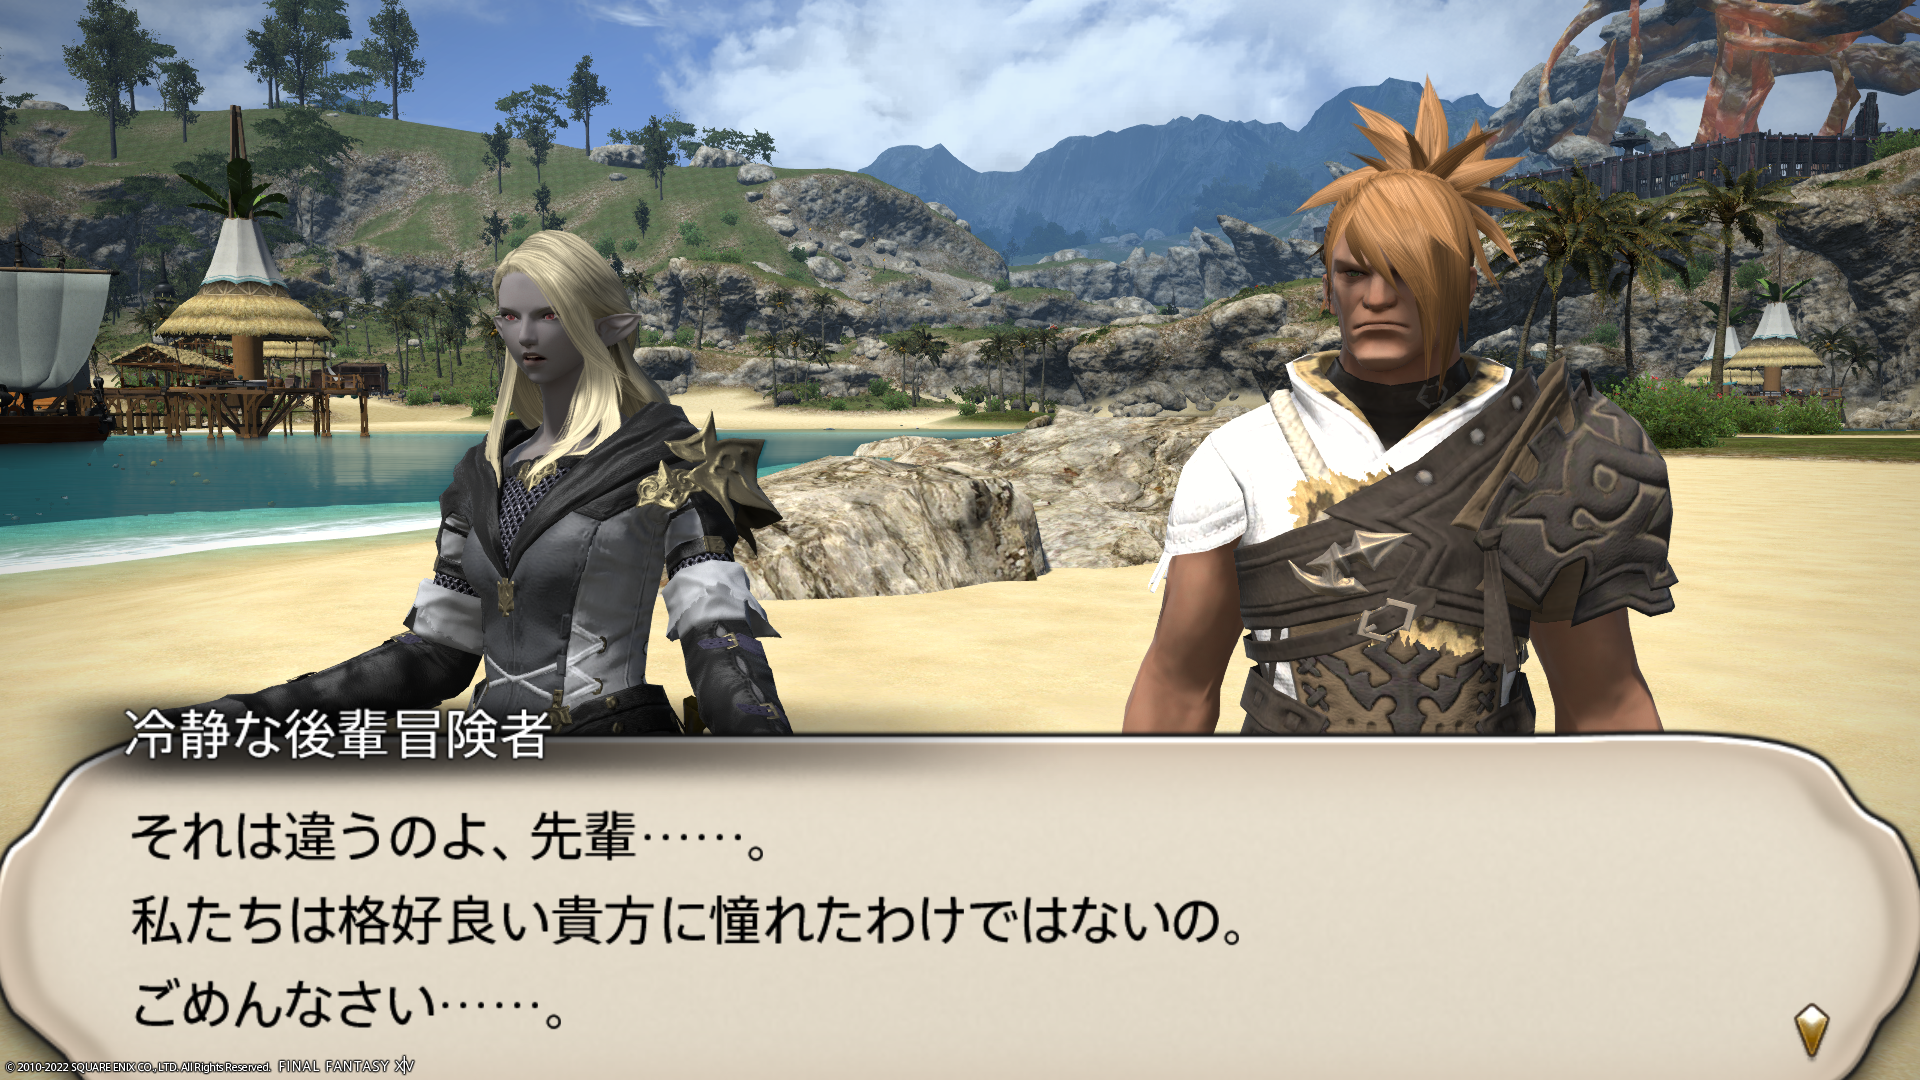 冷静な後輩冒険者
それは違うのよ、先輩……。
私たちは格好良い貴方に憧れたわけではないの。
ごめんなさい……。
© 2010-2022 SQUARE ENIX CO., LTD. All Rights Reserved. FINAL FANTASY XIV